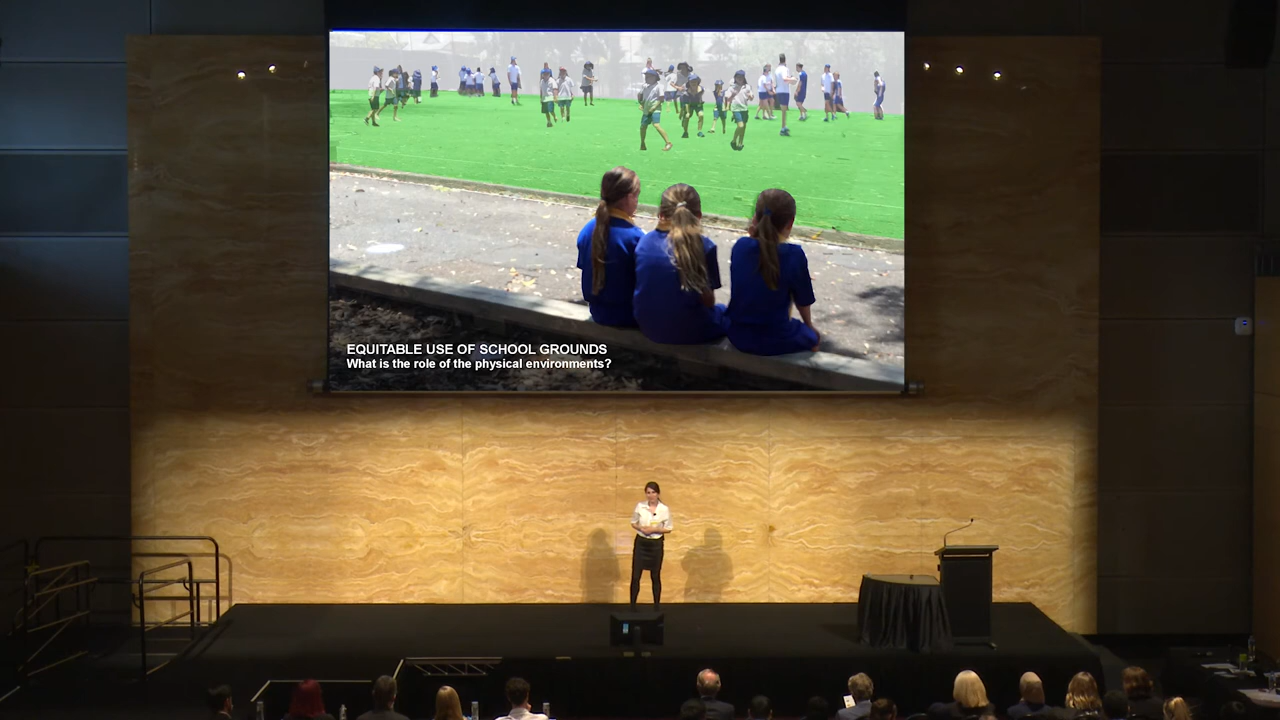 EQUITABLE USE OF SCHOOL GROUNDS
What is the role of the physical environments?